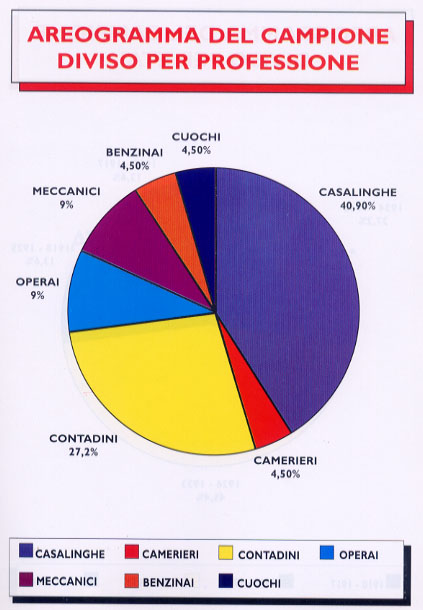 AREOGRAMMA DEL CAMPIONE
DIVISO PER PROFESSIONE
CUOCHI
4,50%
BENZINAI
4,50%
MECCANICI
9%
CASALINGHE
40,90%
OPERAI
9%
CONTADINI
27,2%
CAMERIERI
4,50%
CASALINGHE CAMERIERI CONTADINI OPERAI
MECCANICI BENZINAI CUOCHI